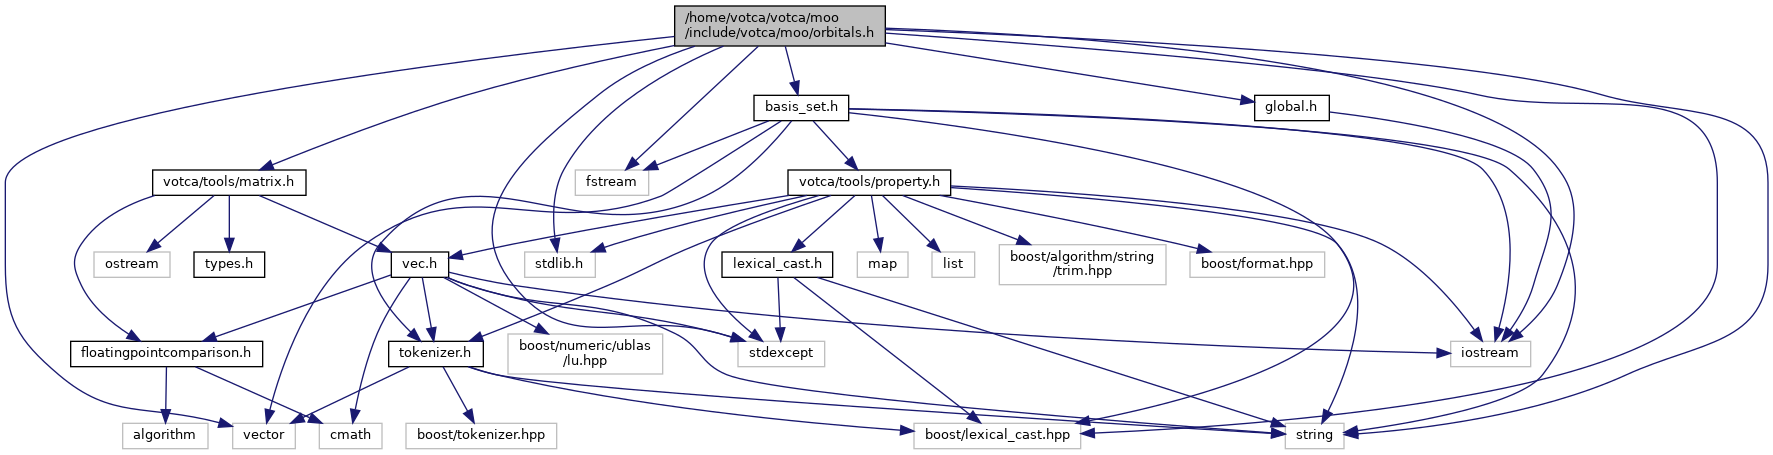 /home/votca/votca/moo
/include/votca/moo/orbitals.h
basis_set.h
global.h
votca/tools/matrix.h
fstream
votca/tools/property.h
ostream
types.h
vec.h
stdlib.h
lexical_cast.h
map
list
boost/algorithm/string
/trim.hpp
boost/format.hpp
floatingpointcomparison.h
tokenizer.h
boost/numeric/ublas
/lu.hpp
stdexcept
iostream
algorithm
vector
cmath
boost/tokenizer.hpp
boost/lexical_cast.hpp
string